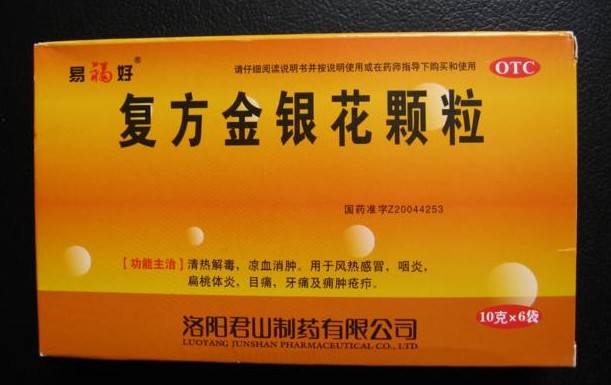 易福好®
请仔细阅读说明书并按说明使用或在药师指导下购买和使用
OTC
复方金银花颗粒
国药准字Z20044253
【功能主治】清热解毒，凉血消肿。用于风热感冒，咽炎，
扁桃体炎，目痛，牙痛及痈肿疮疖。
10克×6袋
洛阳君山制药有限公司
LUOYANG JUNSHAN PHARMACEUTICAL CO., LTD